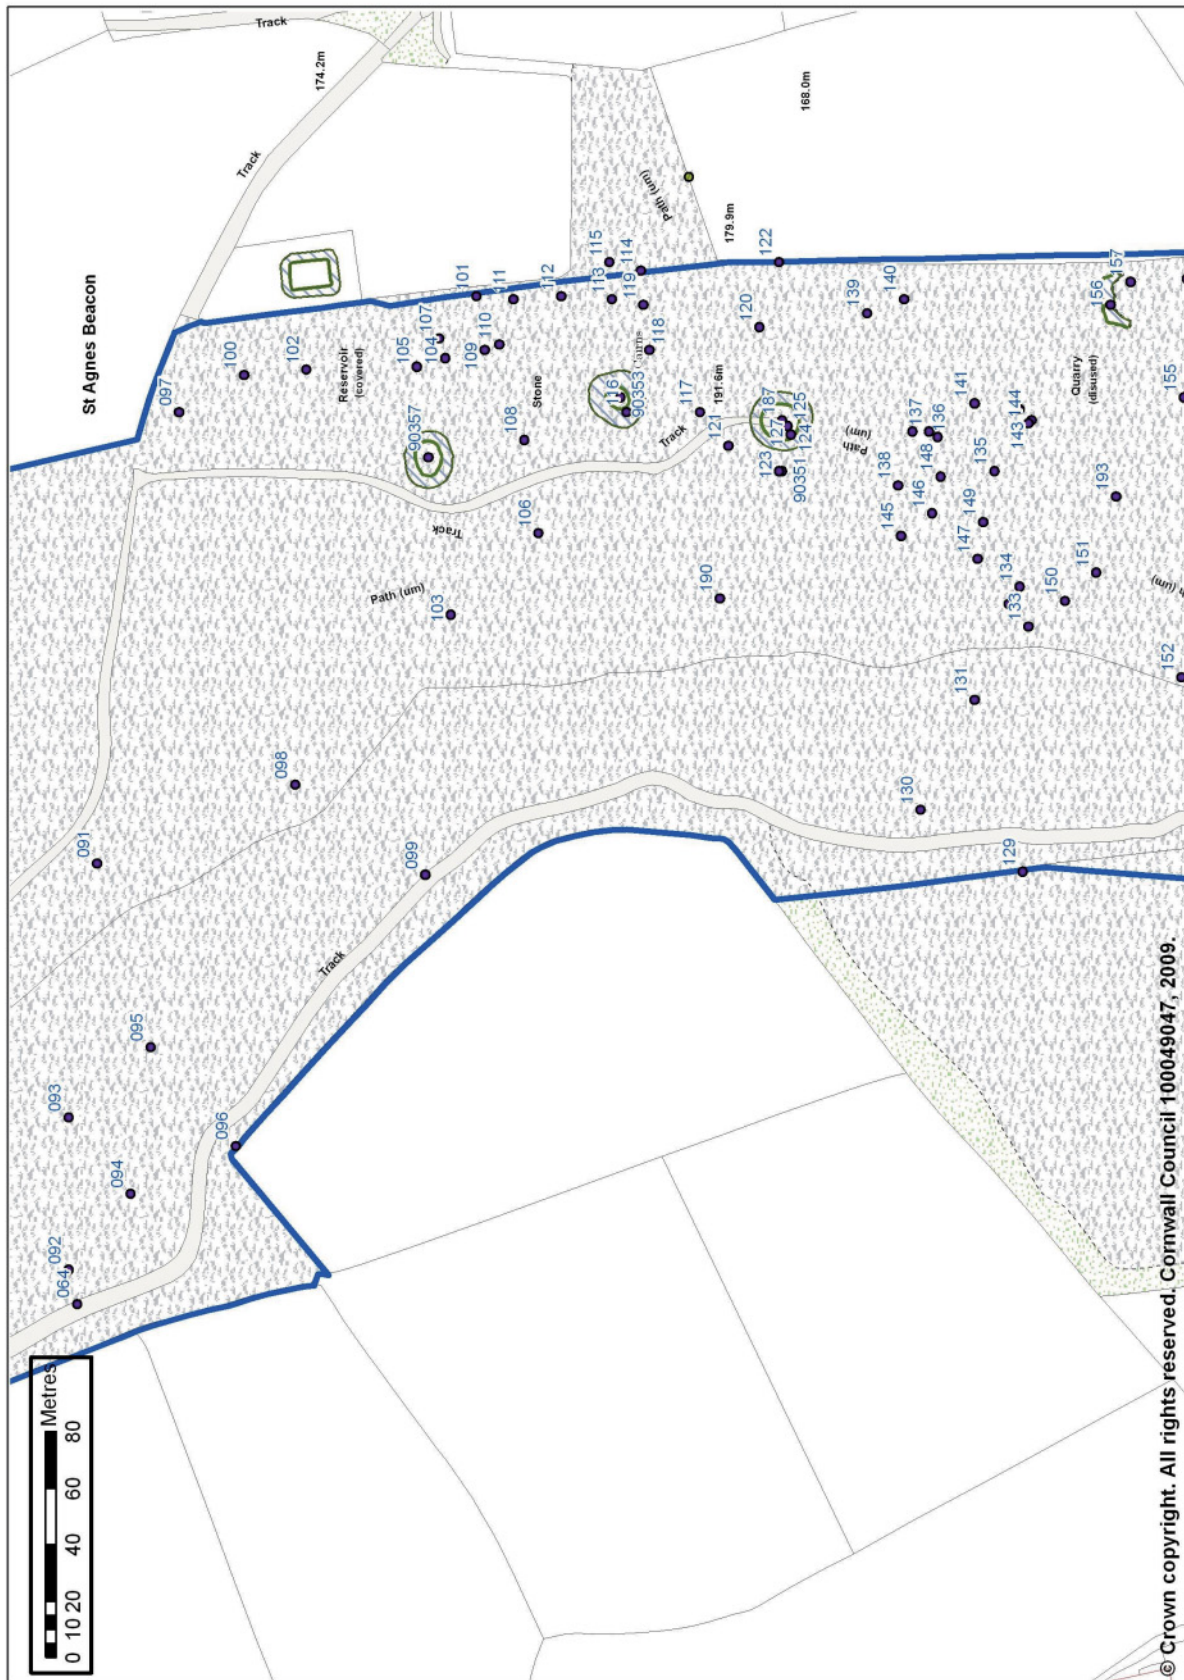 St Agnes Beacon
Track
174.2m
Track
168.0m
Path (um)
179.9m
097
100
102
Reservoir
(covered)
105
104
107
101
109
110
111
112
113
115
114
119
118
Cairns
116
90353
90357
108
Stone
117
191.6m
121
120
122
Track
187
127
125
124
123
90351
Path
(um)
139
140
137
136
148
138
146
145
141
144
143
135
149
147
134
133
150
151
193
Quarry
(disused)
156
157
155
152
h (um)
Track
106
Path (um)
103
190
131
130
129
098
091
099
Track
095
093
094
096
092
064
Metres
0 10 20 40 60 80
© Crown copyright. All rights reserved. Cornwall Council 100049047, 2009.